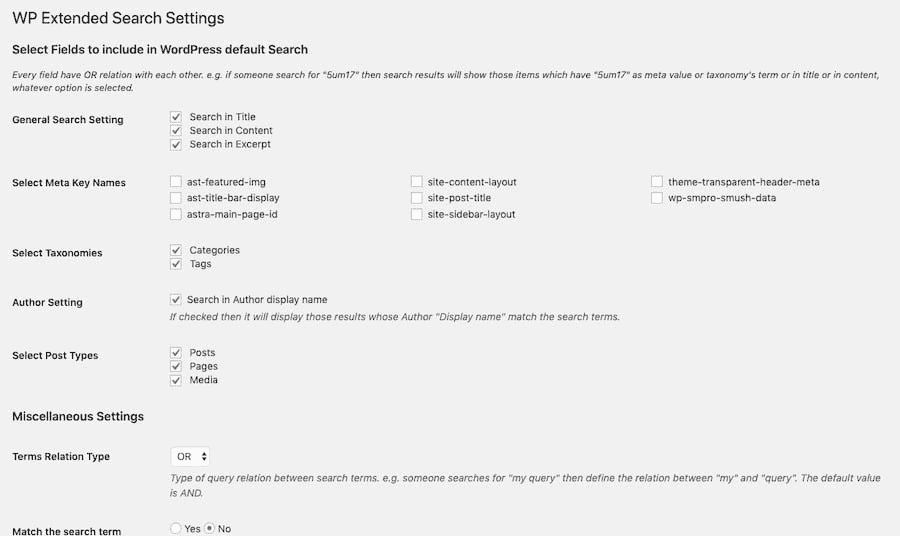 WP Extended Search Settings
Select Fields to include in WordPress default Search
Every field have OR relation with each other. e.g. if someone search for "5um17" then search results will show those items which have "5um17" as meta value or taxonomy's term or in title or in content,
whatever option is selected.
General Search Setting
Search in Title
Search in Content
Search in Excerpt
Select Meta Key Names
ast-featured-img site-content-layout theme-transparent-header-meta
ast-title-bar-display site-post-title wp-smpro-smush-data
astra-main-page-id site-sidebar-layout
Select Taxonomies
Categories
Tags
Author Setting
Search in Author display name
If checked then it will display those results whose Author "Display name" match the search terms.
Select Post Types
Posts
Pages
Media
Miscellaneous Settings
Terms Relation Type
OR
Type of query relation between search terms. e.g. someone searches for "my query" then define the relation between "my" and "query". The default value
is AND.
Match the search term
Yes No